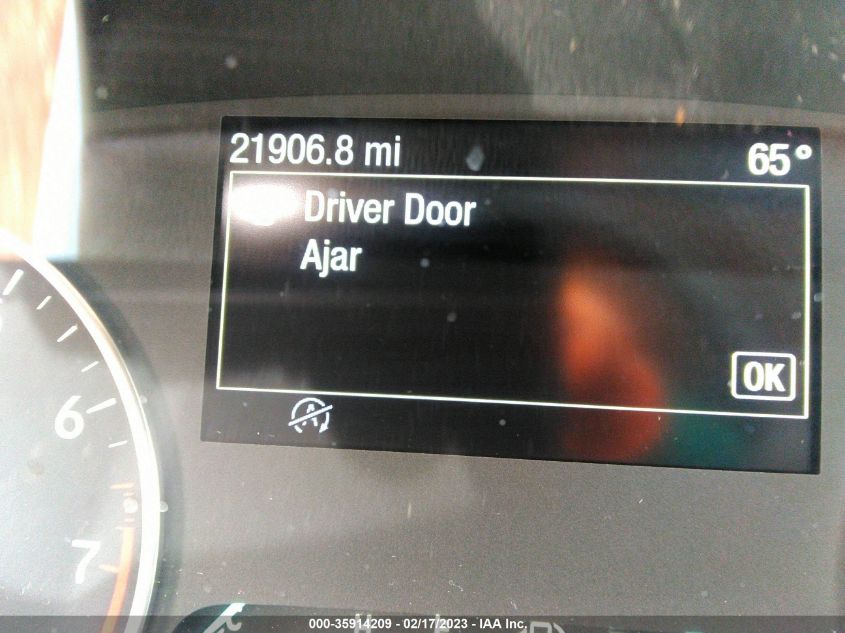 21906.8 mi 65°
Driver Door
Ajar
OK
A
6
7
H
000-35914209 - 02/17/2023 - IAA Inc.